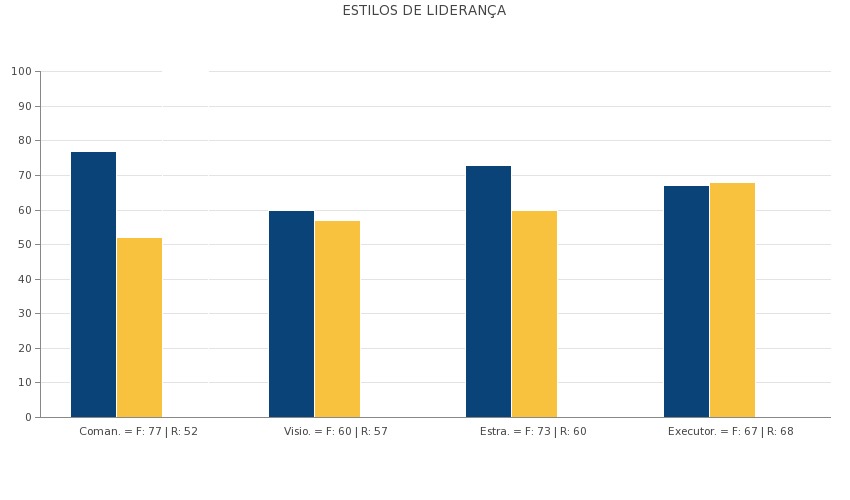 ESTILOS DE LIDERANÇA
100
90
80
70
60
50
40
30
20
10
0
Coman. = F: 77 | R: 52
Visio. = F: 60 | R: 57
Estra. = F: 73 | R: 60
Executor. = F: 67 | R: 68